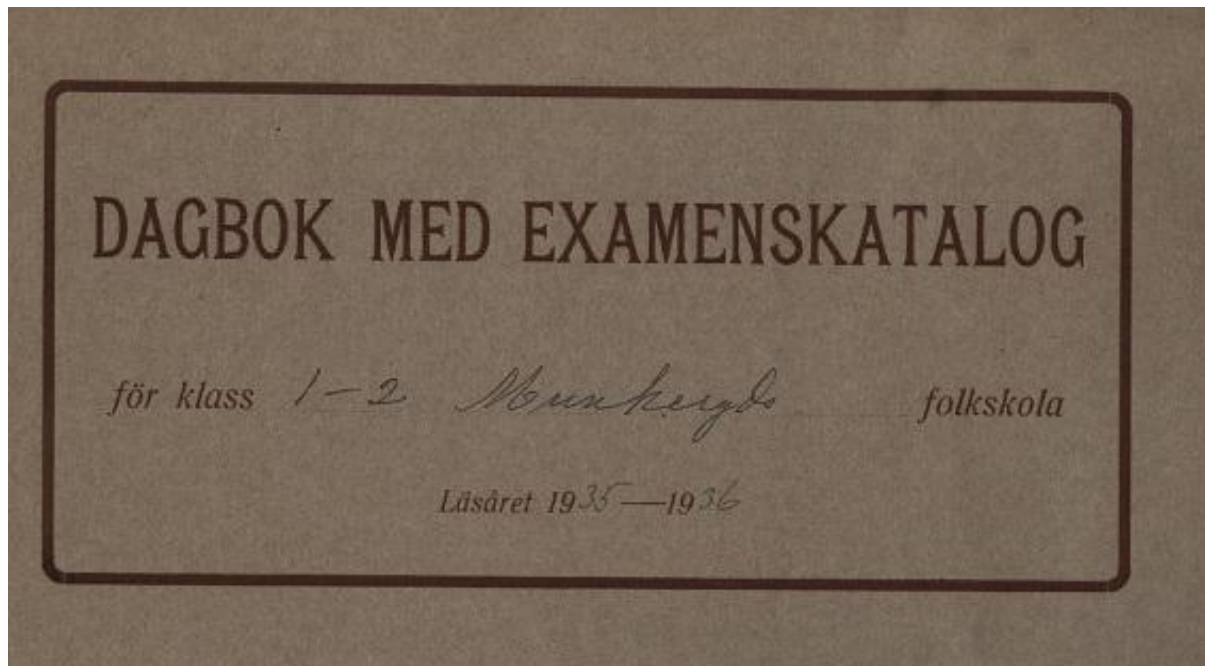 DAGBOK MED EXAMENSKATALOG
för klass 1-2 Munkeryds folkskola
Läsåret 1935—1936